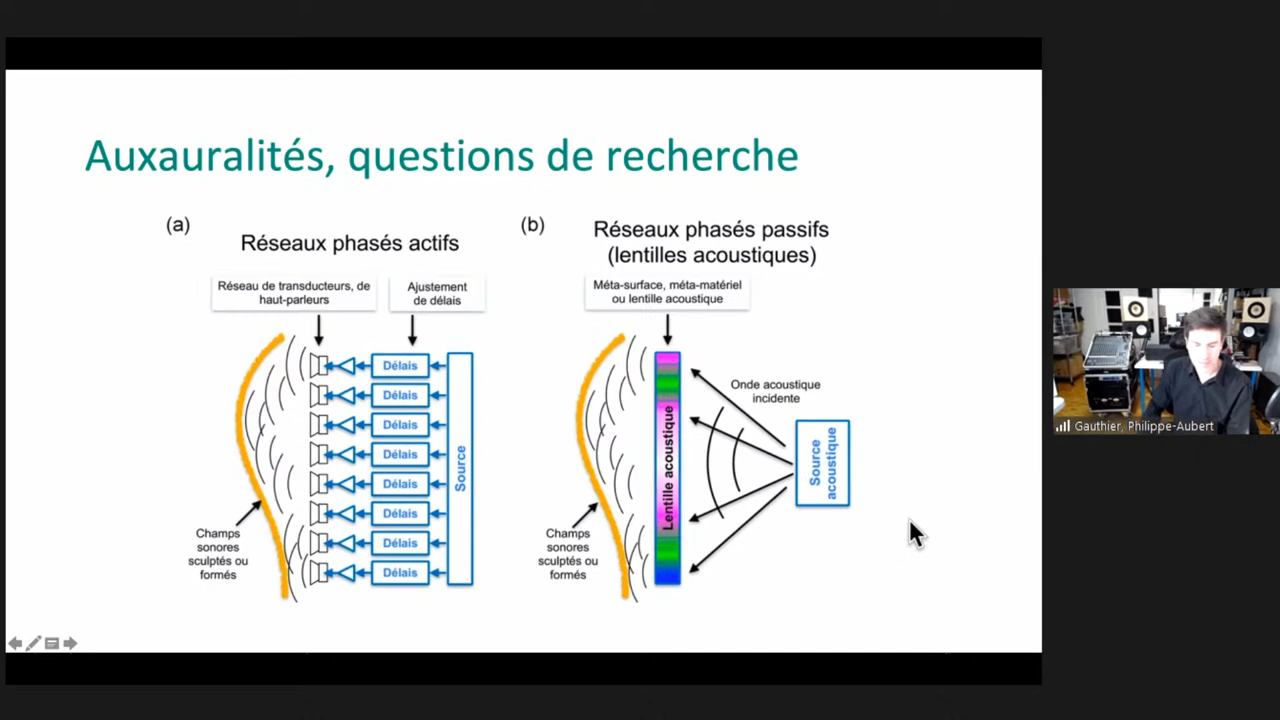 Auxauralités, questions de recherche
(a)
Réseaux phasés actifs
Réseau de transducteurs, de
haut-parleurs
Ajustement
de délais
Délais
Délais
Délais
Délais
Délais
Délais
Délais
Délais
Source
Champs
sonores
sculptés ou
formés
(b)
Réseaux phasés passifs
(lentilles acoustiques)
Méta-surface, méta-matériel
ou lentille acoustique
Lentille acoustique
Onde acoustique
incidente
Source
acoustique
Champs
sonores
sculptés ou
formés
Gauthier, Philippe-Aubert